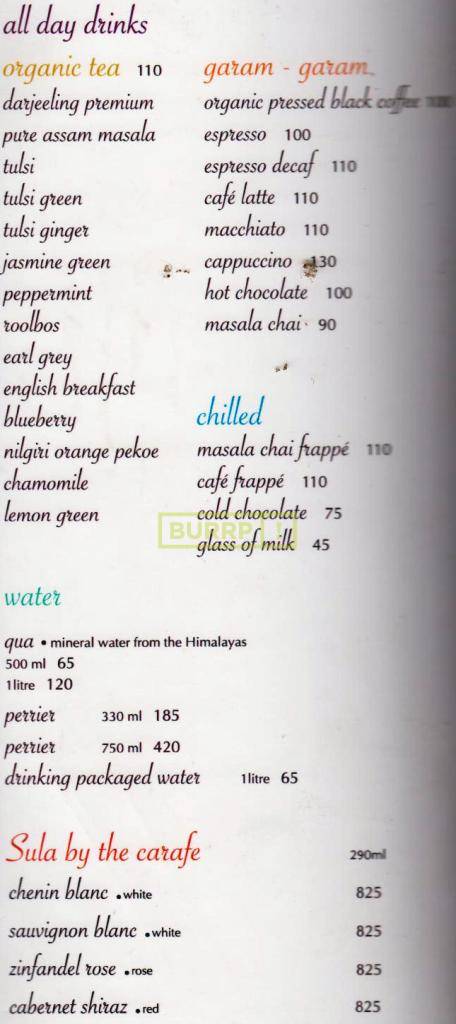 all day drinks
organic tea 110
darjeeling premium
pure assam masala
tulsi
tulsi green
tulsi ginger
jasmine green
peppermint
roolbos
earl grey
english breakfast
blueberry
nilgiri orange pekoe
chamomile
lemon green
garam - garam
organic pressed black coffee
espresso 100
espresso decaf 110
café latte 110
macchiato 110
cappuccino 130
hot chocolate 100
masala chai 90
chilled
masala chai frappé 110
café frappé 110
cold chocolate 75
glass of milk 45
BURRP!
water
qua • mineral water from the Himalayas
500 ml 65
1litre 120
perrier 330 ml 185
perrier 750 ml 420
drinking packaged water 1litre 65
Sula by the carafe 290ml
chenin blanc • white 825
sauvignon blanc • white 825
zinfandel rose • rose 825
cabernet shiraz • red 825